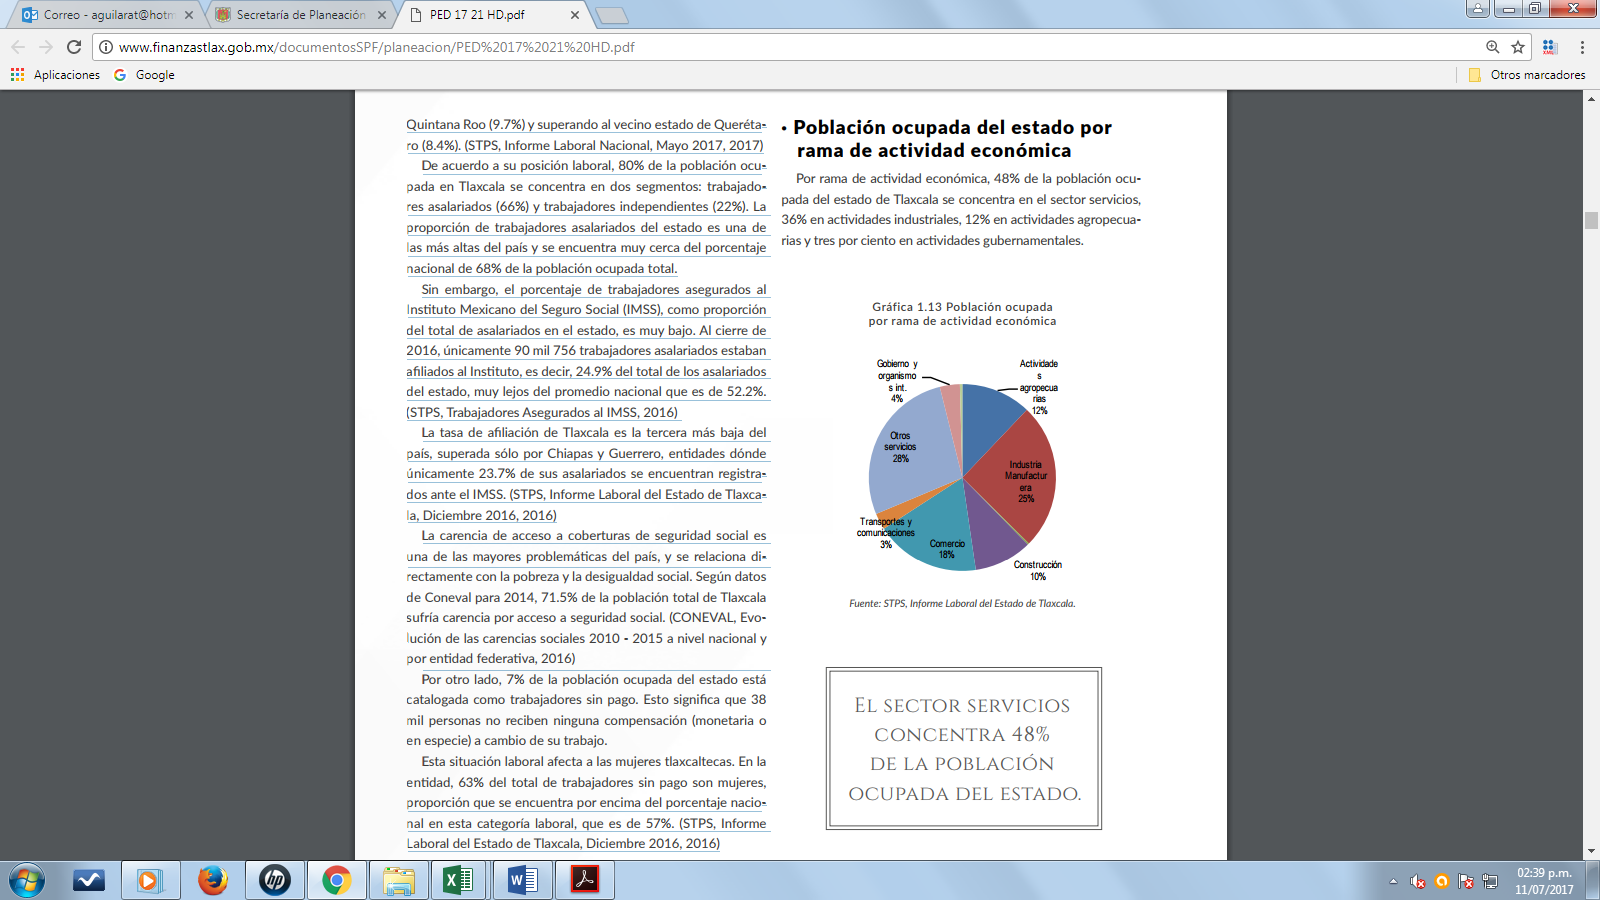 Correo - aguilarat@hotm
Secretaría de Planeación
PED 17 21 HD.pdf
www.finanzastlax.gob.mx/documentosSPF/planeacion/PED%2017%2021%20HD.pdf
Aplicaciones
Google
Otros marcadores
Quintana Roo (9.7%) y superando al vecino estado de Queréta-
ro (8.4%). (STPS, Informe Laboral Nacional, Mayo 2017, 2017)
De acuerdo a su posición laboral, 80% de la población ocu-
pada en Tlaxcala se concentra en dos segmentos: trabajado-
res asalariados (66%) y trabajadores independientes (22%). La
proporción de trabajadores asalariados del estado es una de
las más altas del país y se encuentra muy cerca del porcentaje
nacional de 68% de la población ocupada total.
Sin embargo, el porcentaje de trabajadores asegurados al
Instituto Mexicano del Seguro Social (IMSS), como proporción
del total de asalariados en el estado, es muy bajo. Al cierre de
2016, únicamente 90 mil 756 trabajadores asalariados estaban
afiliados al Instituto, es decir, 24.9% del total de los asalariados
del estado, muy lejos del promedio nacional que es de 52.2%.
(STPS, Trabajadores Asegurados al IMSS, 2016)
La tasa de afiliación de Tlaxcala es la tercera más baja del
país, superada sólo por Chiapas y Guerrero, entidades dónde
únicamente 23.7% de sus asalariados se encuentran registra-
dos ante el IMSS. (STPS, Informe Laboral del Estado de Tlaxca-
la, Diciembre 2016, 2016)
La carencia de acceso a coberturas de seguridad social es
una de las mayores problemáticas del país, y se relaciona di-
rectamente con la pobreza y la desigualdad social. Según datos
de Coneval para 2014, 71.5% de la población total de Tlaxcala
sufría carencia por acceso a seguridad social. (CONEVAL, Evo-
lución de las carencias sociales 2010 - 2015 a nivel nacional y
por entidad federativa, 2016)
Por otro lado, 7% de la población ocupada del estado está
catalogada como trabajadores sin pago. Esto significa que 38
mil personas no reciben ninguna compensación (monetaria o
en especie) a cambio de su trabajo.
Esta situación laboral afecta a las mujeres tlaxcaltecas. En la
entidad, 63% del total de trabajadores sin pago son mujeres,
proporción que se encuentra por encima del porcentaje nacio-
nal en esta categoría laboral, que es de 57%. (STPS, Informe
Laboral del Estado de Tlaxcala, Diciembre 2016, 2016)
• Población ocupada del estado por
rama de actividad económica
Por rama de actividad económica, 48% de la población ocu-
pada del estado de Tlaxcala se concentra en el sector servicios,
36% en actividades industriales, 12% en actividades agropecua-
rias y tres por ciento en actividades gubernamentales.
Gráfica 1.13 Población ocupada
por rama de actividad económica
Gobierno y
organismo
s int.
4%
Actividade
s
agropecua
rias
12%
Otros
servicios
28%
Industria
Manufactur
era
25%
Transportes y
comunicaciones
3%
Comercio
18%
Construcción
10%
Fuente: STPS, Informe Laboral del Estado de Tlaxcala.
El sector servicios
concentra 48%
de la población
ocupada del estado.
02:39 p.m.
11/07/2017